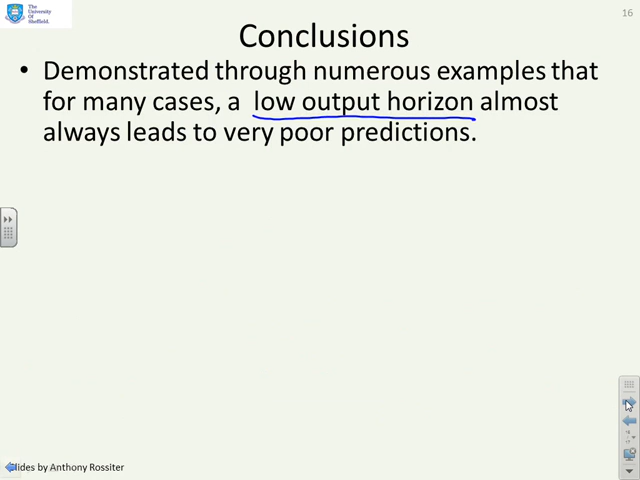 The
University
Of
Sheffield.
16
Conclusions
• Demonstrated through numerous examples that
for many cases, a low output horizon almost
always leads to very poor predictions.
lides by Anthony Rossiter